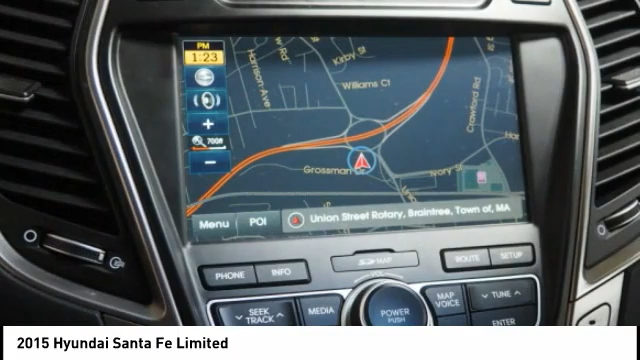 PM
1:23
700ft
Harrison Ave
Kirby St
Williams Ct
Crawford Rd
Grossman Dr
Ivory St
Menu
POI
Union Street Rotary, Braintree, Town of, MA
PHONE
INFO
SD MAP
ROUTE
SETUP
VOL
SEEK
TRACK
MEDIA
POWER
PUSH
MAP
VOICE
TUNE
ENTER
2015 Hyundai Santa Fe Limited